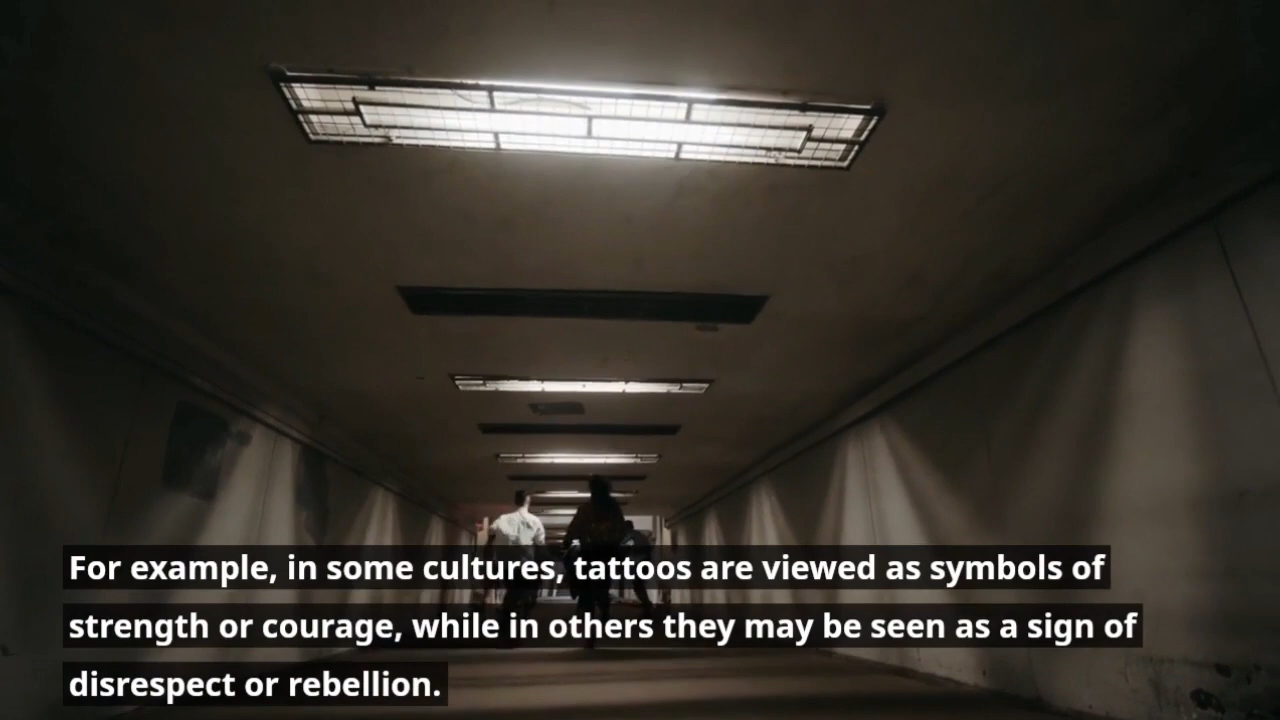 For example, in some cultures, tattoos are viewed as symbols of
strength or courage, while in others they may be seen as a sign of
disrespect or rebellion.